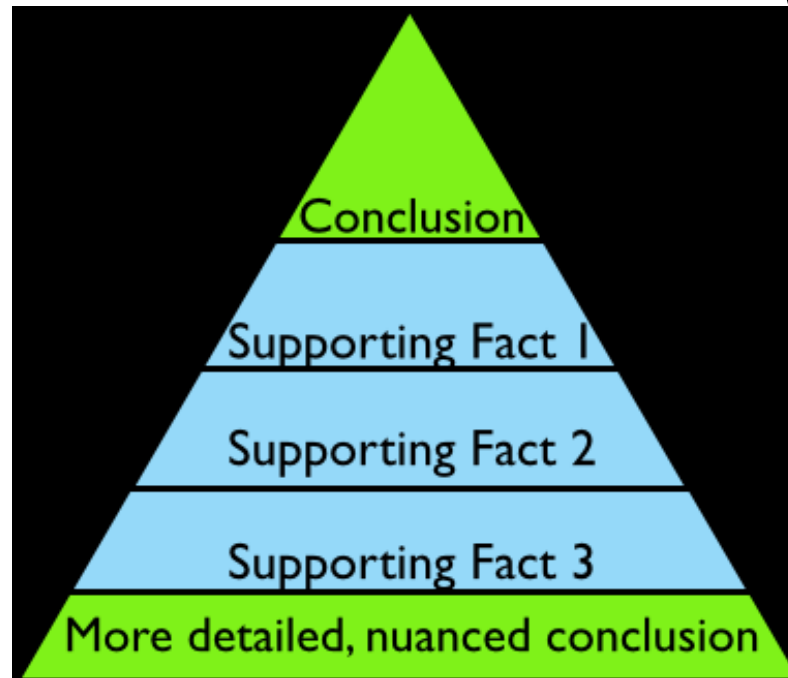 Conclusion
Supporting Fact 1
Supporting Fact 2
Supporting Fact 3
More detailed, nuanced conclusion